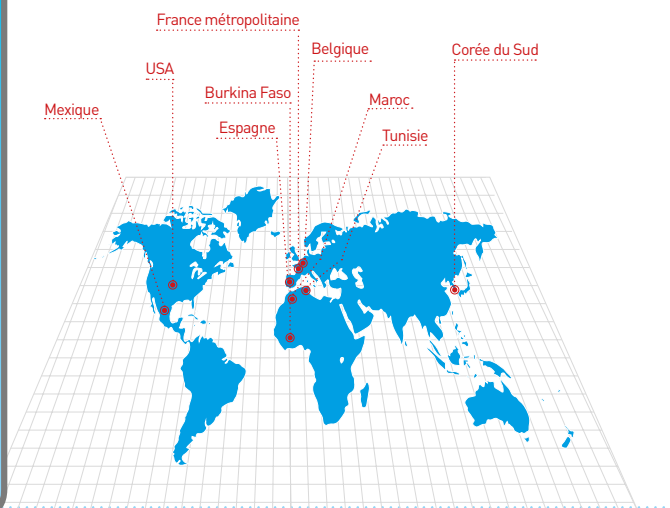 France métropolitaine
Belgique
Corée du Sud
USA
Burkina Faso
Maroc
Mexique
Espagne
Tunisie